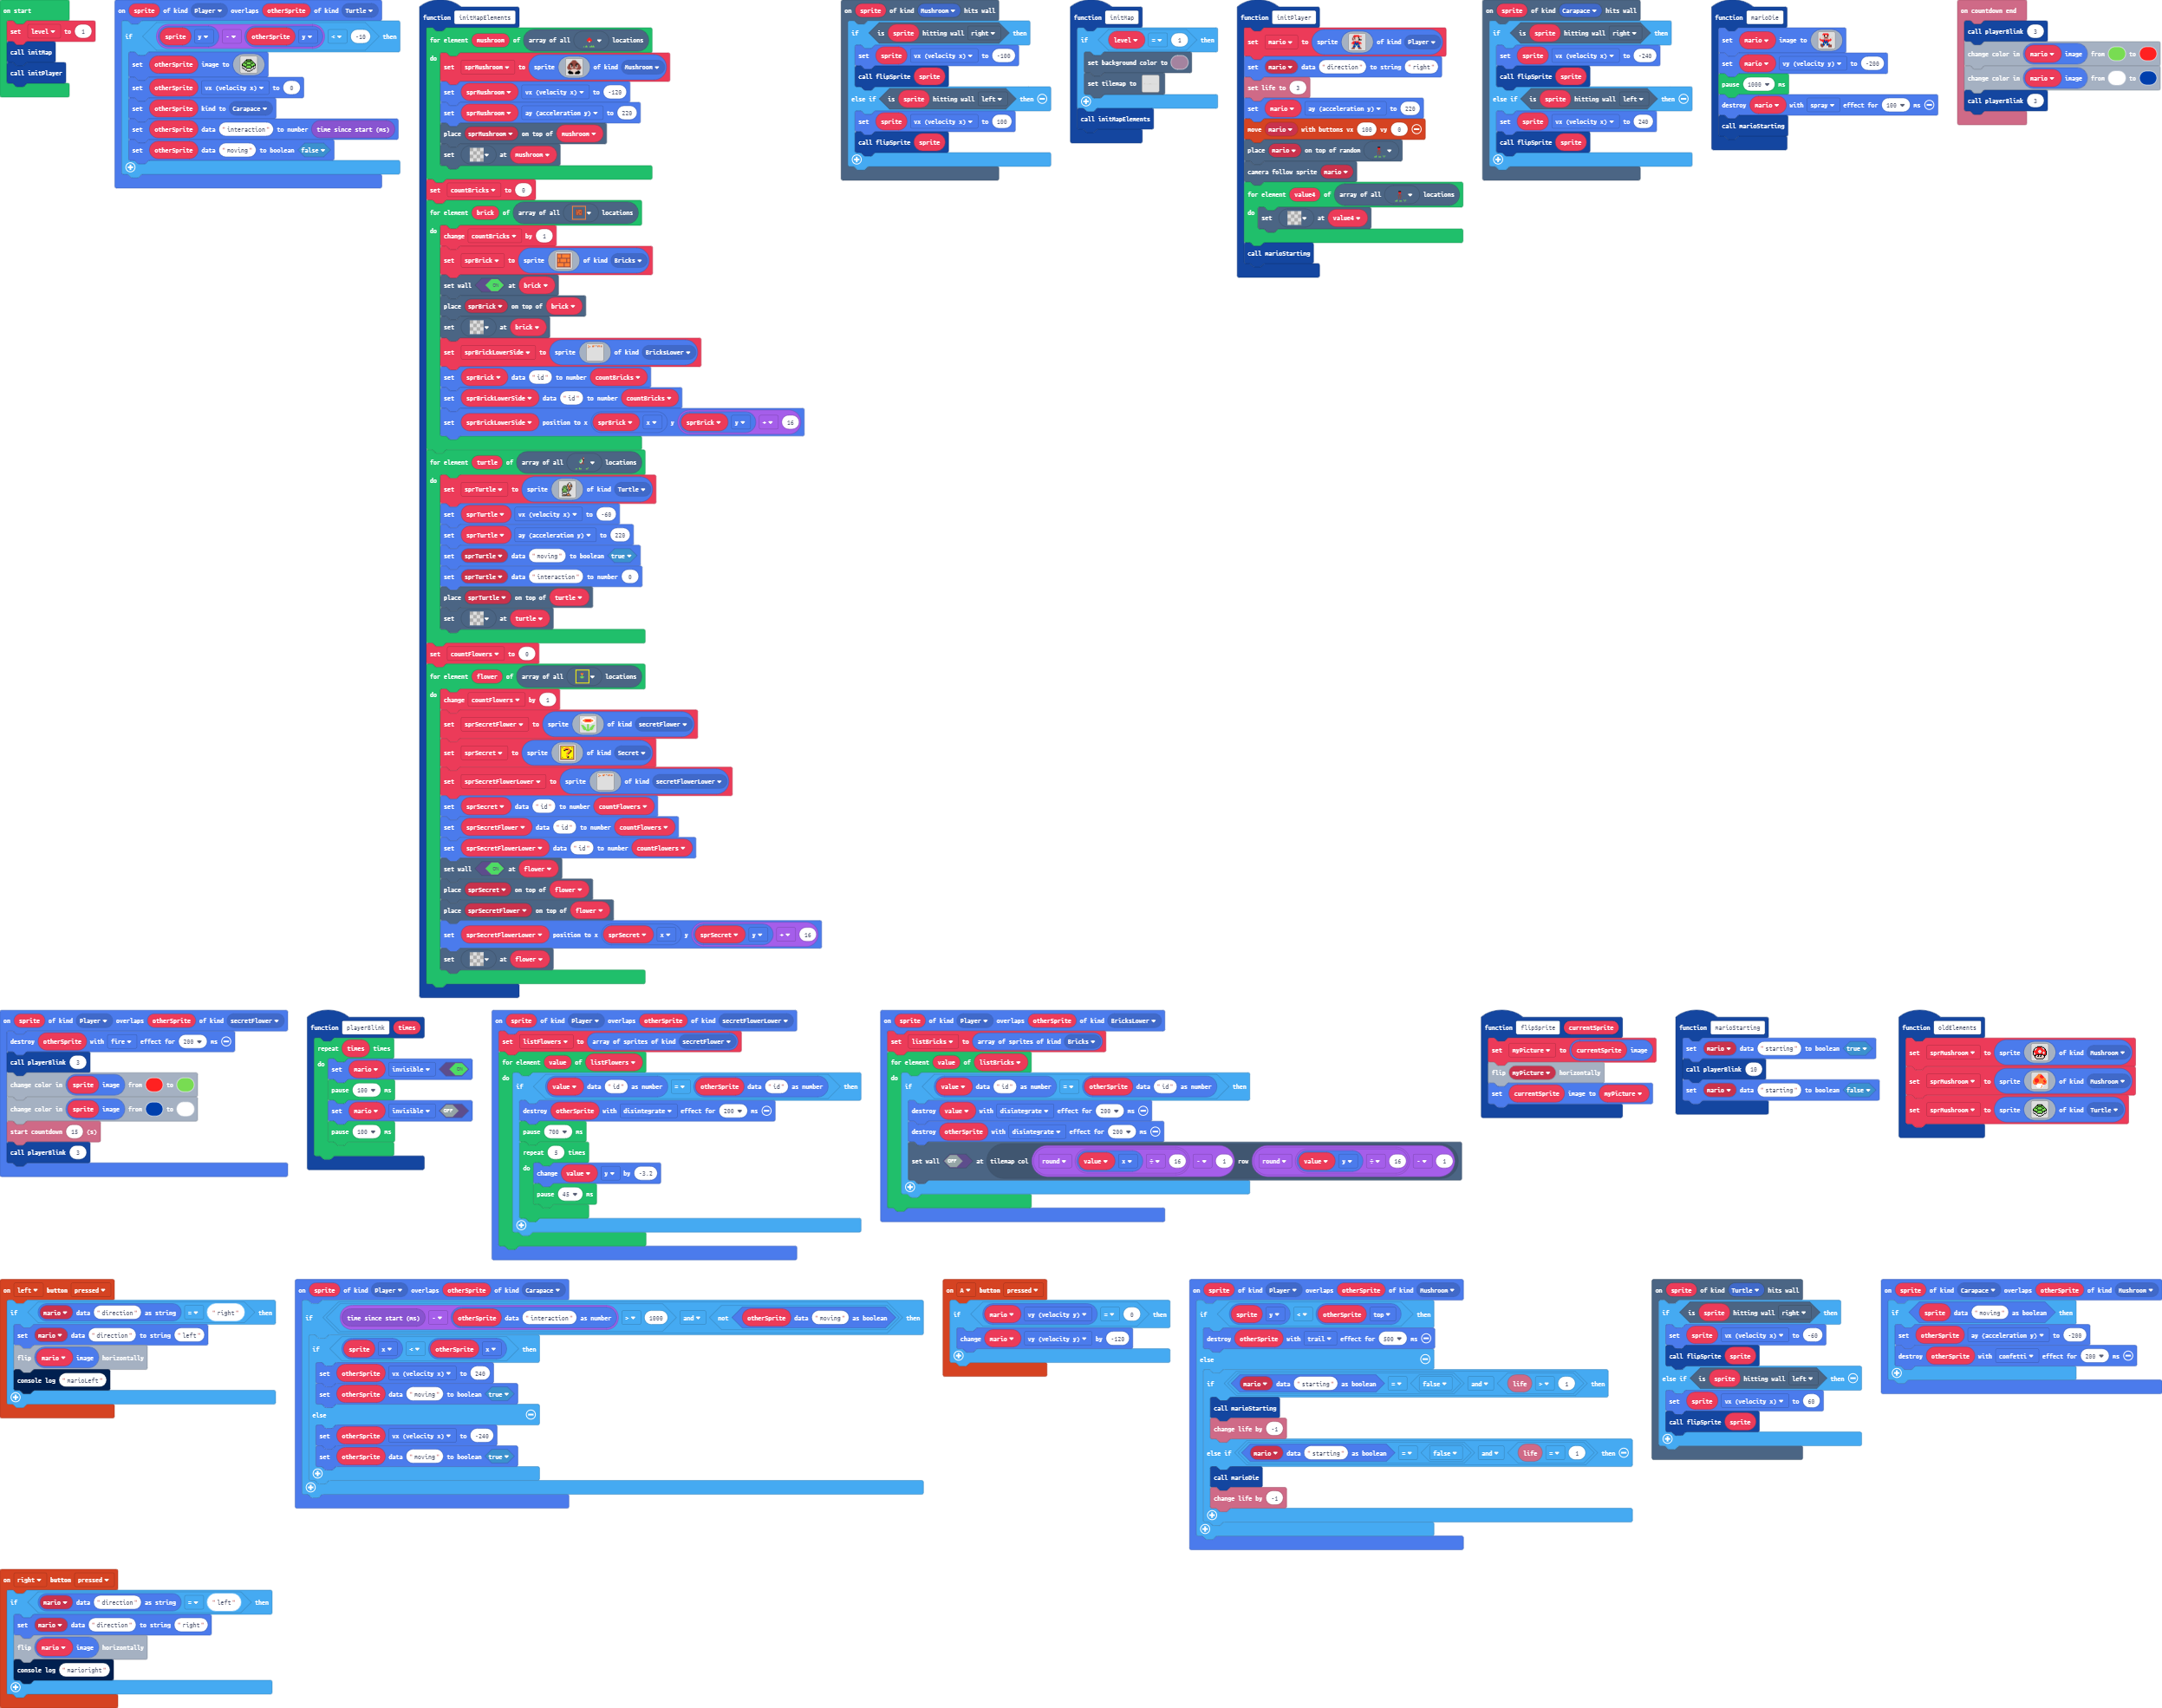 on start
set level to 1
call initMap
call initPlayer
on sprite of kind Player overlaps otherSprite of kind Turtle
if sprite y - otherSprite y < -10 then
set otherSprite image to
set otherSprite vx (velocity x) to 0
set otherSprite kind to Carapace
set otherSprite data "interaction" to number time since start (ms)
set otherSprite data "moving" to boolean false
function initMapElements
for element mushroom of array of all locations
do
set sprMushroom to sprite of kind Mushroom
set sprMushroom vx (velocity x) to -120
set sprMushroom ay (acceleration y) to 220
place sprMushroom on top of mushroom
set at mushroom
set countBricks to 0
for element brick of array of all locations
do
change countBricks by 1
set sprBrick to sprite of kind Bricks
set wall ON at brick
place sprBrick on top of brick
set at brick
set sprBrickLowerSide to sprite of kind BricksLower
set sprBrick data "id" to number countBricks
set sprBrickLowerSide data "id" to number countBricks
set sprBrickLowerSide position to x sprBrick x y sprBrick y + 16
for element turtle of array of all locations
do
set sprTurtle to sprite of kind Turtle
set sprTurtle vx (velocity x) to -60
set sprTurtle ay (acceleration y) to 220
set sprTurtle data "moving" to boolean true
set sprTurtle data "interaction" to number 0
place sprTurtle on top of turtle
set at turtle
set countFlowers to 0
for element flower of array of all locations
do
change countFlowers by 1
set sprSecretFlower to sprite of kind secretFlower
set sprSecret to sprite of kind Secret
set sprSecretFlowerLower to sprite of kind secretFlowerLower
set sprSecret data "id" to number countFlowers
set sprSecretFlower data "id" to number countFlowers
set sprSecretFlowerLower data "id" to number countFlowers
set wall ON at flower
place sprSecret on top of flower
place sprSecretFlower on top of flower
set sprSecretFlowerLower position to x sprSecret x y sprSecret y + 16
set at flower
on sprite of kind Mushroom hits wall
if is sprite hitting wall right then
set sprite vx (velocity x) to -100
call flipSprite sprite
else if is sprite hitting wall left then
set sprite vx (velocity x) to 100
call flipSprite sprite
function initMap
if level = 1 then
set background color to
set tilemap to
call initMapElements
function initPlayer
set mario to sprite of kind Player
set mario data "direction" to string "right"
set life to 3
set mario ay (acceleration y) to 220
move mario with buttons vx 100 vy 0
place mario on top of random
camera follow sprite mario
for element value4 of array of all locations
do set at value4
call marioStarting
on sprite of kind Carapace hits wall
if is sprite hitting wall right then
set sprite vx (velocity x) to -240
call flipSprite sprite
else if is sprite hitting wall left then
set sprite vx (velocity x) to 240
call flipSprite sprite
function marioDie
set mario image to
set mario vy (velocity y) to -200
pause 1000 ms
destroy mario with spray effect for 100 ms
call marioStarting
on countdown end
call playerBlink 3
change color in mario image from to
change color in mario image from to
call playerBlink 3
on sprite of kind Player overlaps otherSprite of kind secretFlower
destroy otherSprite with fire effect for 200 ms
call playerBlink 3
change color in sprite image from to
change color in sprite image from to
start countdown 18 (s)
call playerBlink 3
function playerBlink times
repeat times times
do set mario invisible ON
pause 100 ms
set mario invisible OFF
pause 100 ms
on sprite of kind Player overlaps otherSprite of kind secretFlowerLower
set listFlowers to array of sprites of kind secretFlower
for element value of listFlowers
do
if value data "id" as number = otherSprite data "id" as number then
destroy otherSprite with disintegrate effect for 200 ms
pause 700 ms
repeat 5 times
do change value y by -3.2
pause 45 ms
on sprite of kind Player overlaps otherSprite of kind BricksLower
set listBricks to array of sprites of kind Bricks
for element value of listBricks
do
if value data "id" as number = otherSprite data "id" as number then
destroy value with disintegrate effect for 200 ms
destroy otherSprite with disintegrate effect for 200 ms
set wall OFF at tilemap col round value x ÷ 16 - 1 row round value y ÷ 16 - 1
function flipSprite currentSprite
set myPicture to currentSprite image
flip myPicture horizontally
set currentSprite image to myPicture
function marioStarting
set mario data "starting" to boolean true
call playerBlink 10
set mario data "starting" to boolean false
function oldElements
set sprMushroom to sprite of kind Mushroom
set sprMushroom to sprite of kind Mushroom
set sprMushroom to sprite of kind Turtle
on left button pressed
if mario data "direction" as string = "right" then
set mario data "direction" to string "left"
flip mario image horizontally
console log "marioLeft"
on sprite of kind Player overlaps otherSprite of kind Carapace
if time since start (ms) - otherSprite data "interaction" as number > 1000 and not otherSprite data "moving" as boolean then
if sprite x < otherSprite x then
set otherSprite vx (velocity x) to 240
set otherSprite data "moving" to boolean true
else
set otherSprite vx (velocity x) to -240
set otherSprite data "moving" to boolean true
on A button pressed
if mario vy (velocity y) = 0 then
change mario vy (velocity y) by -120
on sprite of kind Player overlaps otherSprite of kind Mushroom
if sprite y < otherSprite top then
destroy otherSprite with trail effect for 800 ms
else
if mario data "starting" as boolean = false and life > 1 then
call marioStarting
change life by -1
else if mario data "starting" as boolean = false and life = 1 then
call marioDie
change life by -1
on sprite of kind Turtle hits wall
if is sprite hitting wall right then
set sprite vx (velocity x) to -60
call flipSprite sprite
else if is sprite hitting wall left then
set sprite vx (velocity x) to 60
call flipSprite sprite
on sprite of kind Carapace overlaps otherSprite of kind Mushroom
if sprite data "moving" as boolean then
set otherSprite ay (acceleration y) to -200
destroy otherSprite with confetti effect for 200 ms
on right button pressed
if mario data "direction" as string = "left" then
set mario data "direction" to string "right"
flip mario image horizontally
console log "marioright"